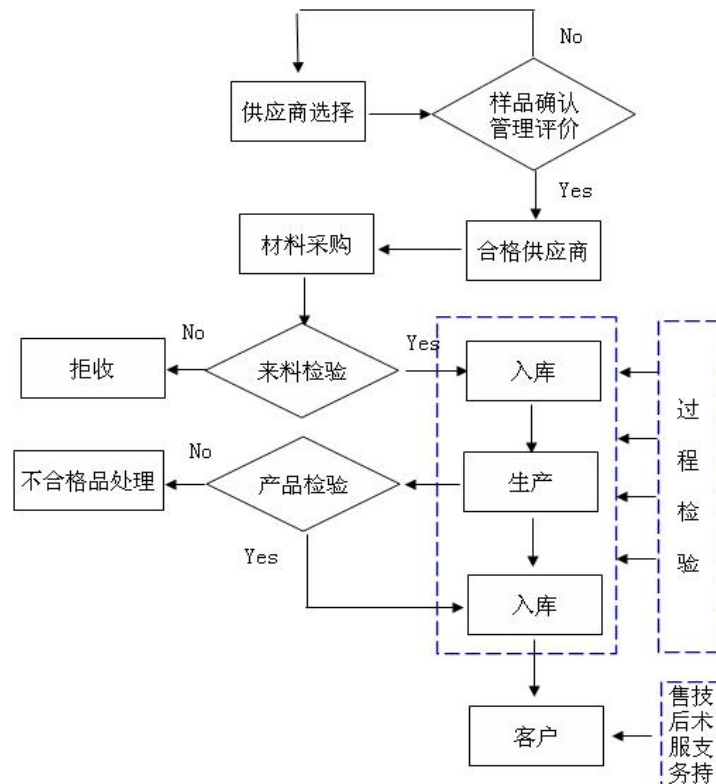 No
供应商选择
样品确认
管理评价
Yes
材料采购
合格供应商
No
Yes
拒收
来料检验
入库
过
程
检
验
No
不合格品处理
产品检验
生产
Yes
入库
客户
售后服务
技术支持